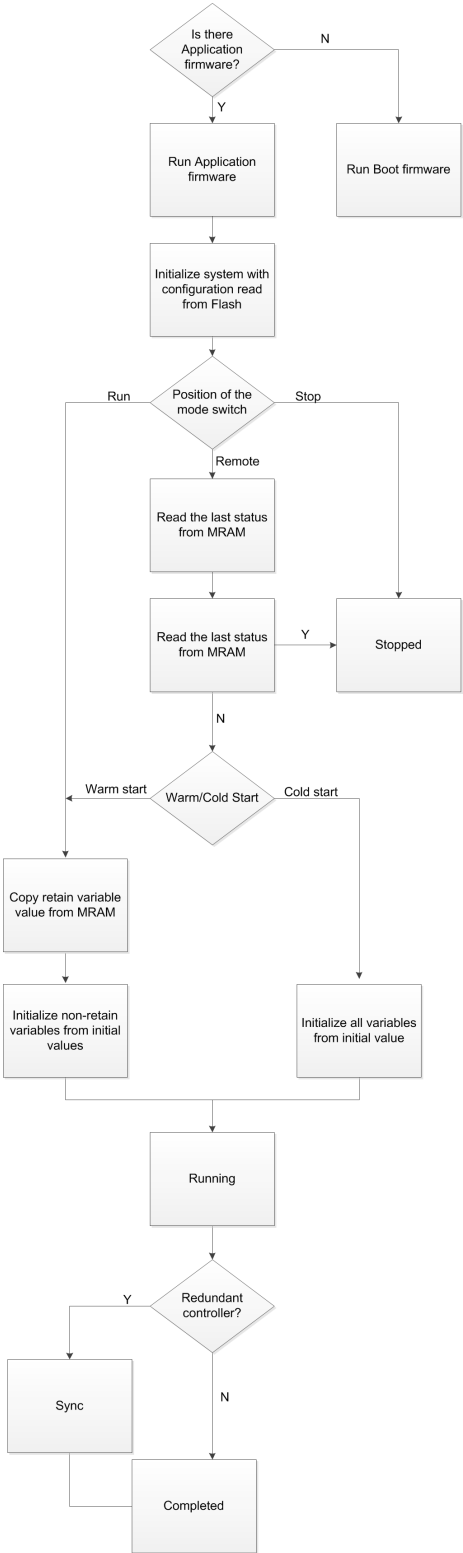 Is there
Application
firmware?
N
Y
Run Application
firmware
Run Boot firmware
Initialize system with
configuration read
from Flash
Run
Position of the
mode switch
Stop
Remote
Read the last status
from MRAM
Read the last status
from MRAM
Y
Stopped
N
Warm start
Warm/Cold Start
Cold start
Copy retain variable
value from MRAM
Initialize non-retain
variables from initial
values
Initialize all variables
from initial value
Running
Redundant
controller?
Y
N
Sync
Completed